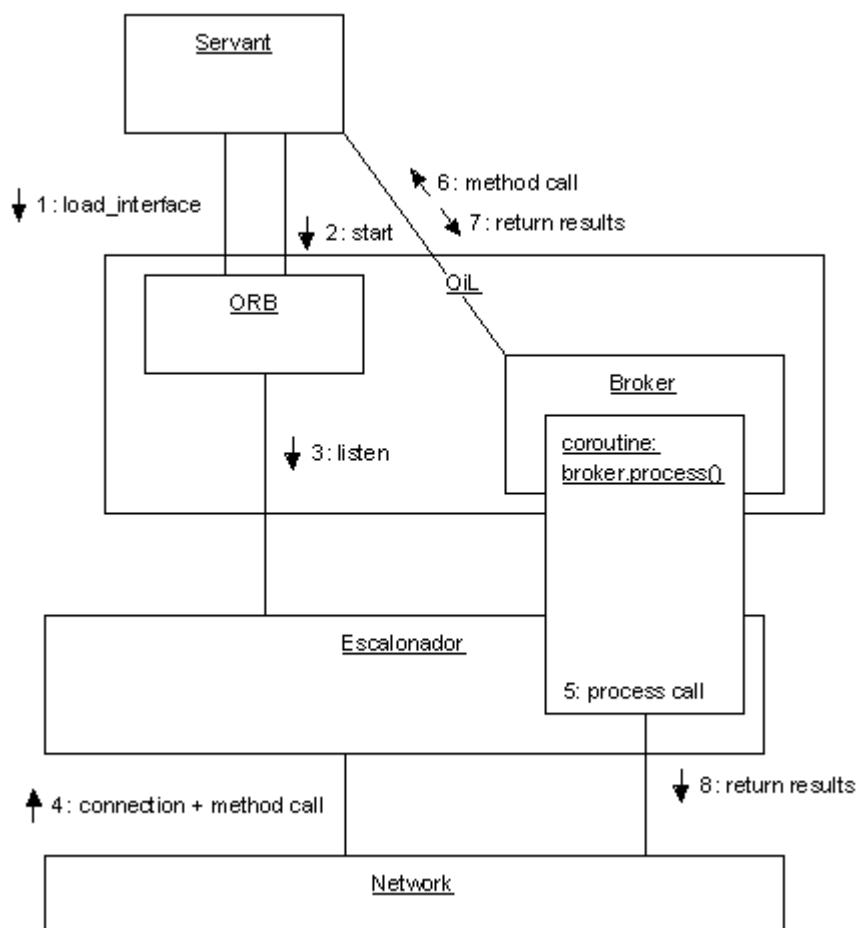 Servant
1: load_interface
2: start
6: method call
7: return results
OiL
ORB
Broker
3: listen
coroutine:
broker.process()
Escalonador
5: process call
4: connection + method call
8: return results
Network